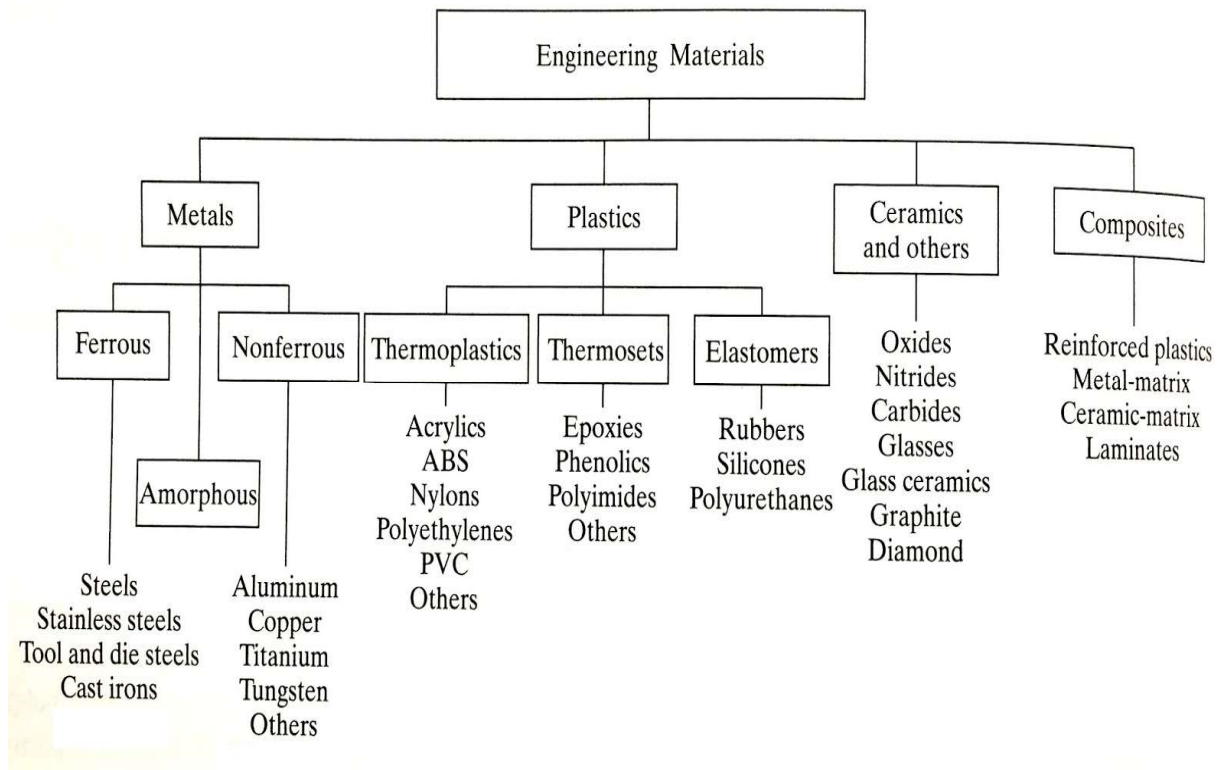 Engineering Materials
Metals
Plastics
Ceramics
and others
Composites
Ferrous
Nonferrous
Thermoplastics
Thermosets
Elastomers
Amorphous
Steels
Stainless steels
Tool and die steels
Cast irons
Aluminum
Copper
Titanium
Tungsten
Others
Acrylics
ABS
Nylons
Polyethylenes
PVC
Others
Epoxies
Phenolics
Polyimides
Others
Rubbers
Silicones
Polyurethanes
Oxides
Nitrides
Carbides
Glasses
Glass ceramics
Graphite
Diamond
Reinforced plastics
Metal-matrix
Ceramic-matrix
Laminates